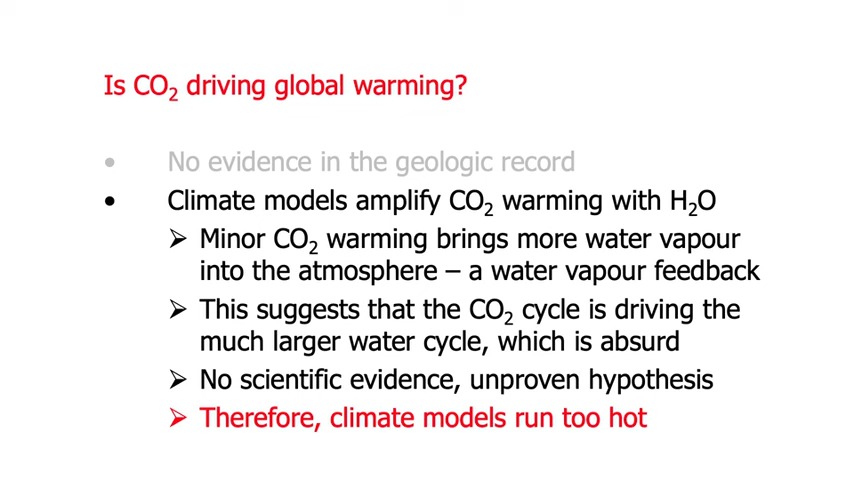 Is CO₂ driving global warming?
• No evidence in the geologic record
• Climate models amplify CO₂ warming with H₂O
➢ Minor CO₂ warming brings more water vapour
into the atmosphere – a water vapour feedback
➢ This suggests that the CO₂ cycle is driving the
much larger water cycle, which is absurd
➢ No scientific evidence, unproven hypothesis
➢ Therefore, climate models run too hot